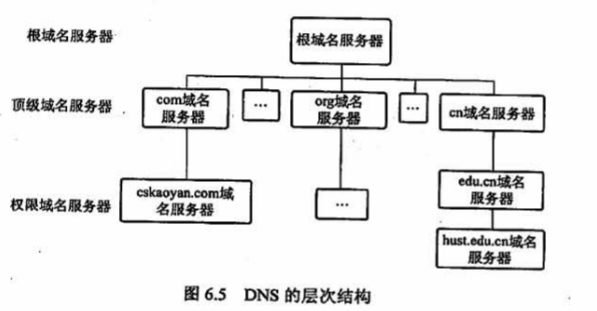 根域名服务器
根域名服务器
顶级域名服务器
com域名
服务器
...
org域名
服务器
...
cn域名服务器
权限域名服务器
cskaoyan.com域
名服务器
...
edu.cn域名
服务器
hust.edu.cn域名
服务器
图 6.5 DNS 的层次结构